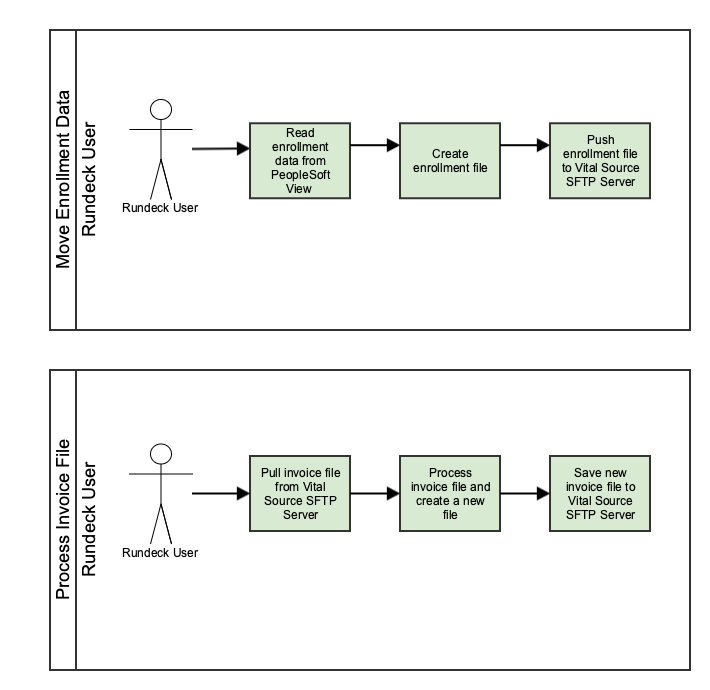 Move Enrollment Data
Rundeck User
Rundeck User
Read
enrollment
data from
PeopleSoft
View
Create
enrollment file
Push
enrollment file
to Vital Source
SFTP Server
Process Invoice File
Rundeck User
Rundeck User
Pull invoice file
from Vital
Source SFTP
Server
Process
invoice file and
create a new
file
Save new
invoice file to
Vital Source
SFTP Server